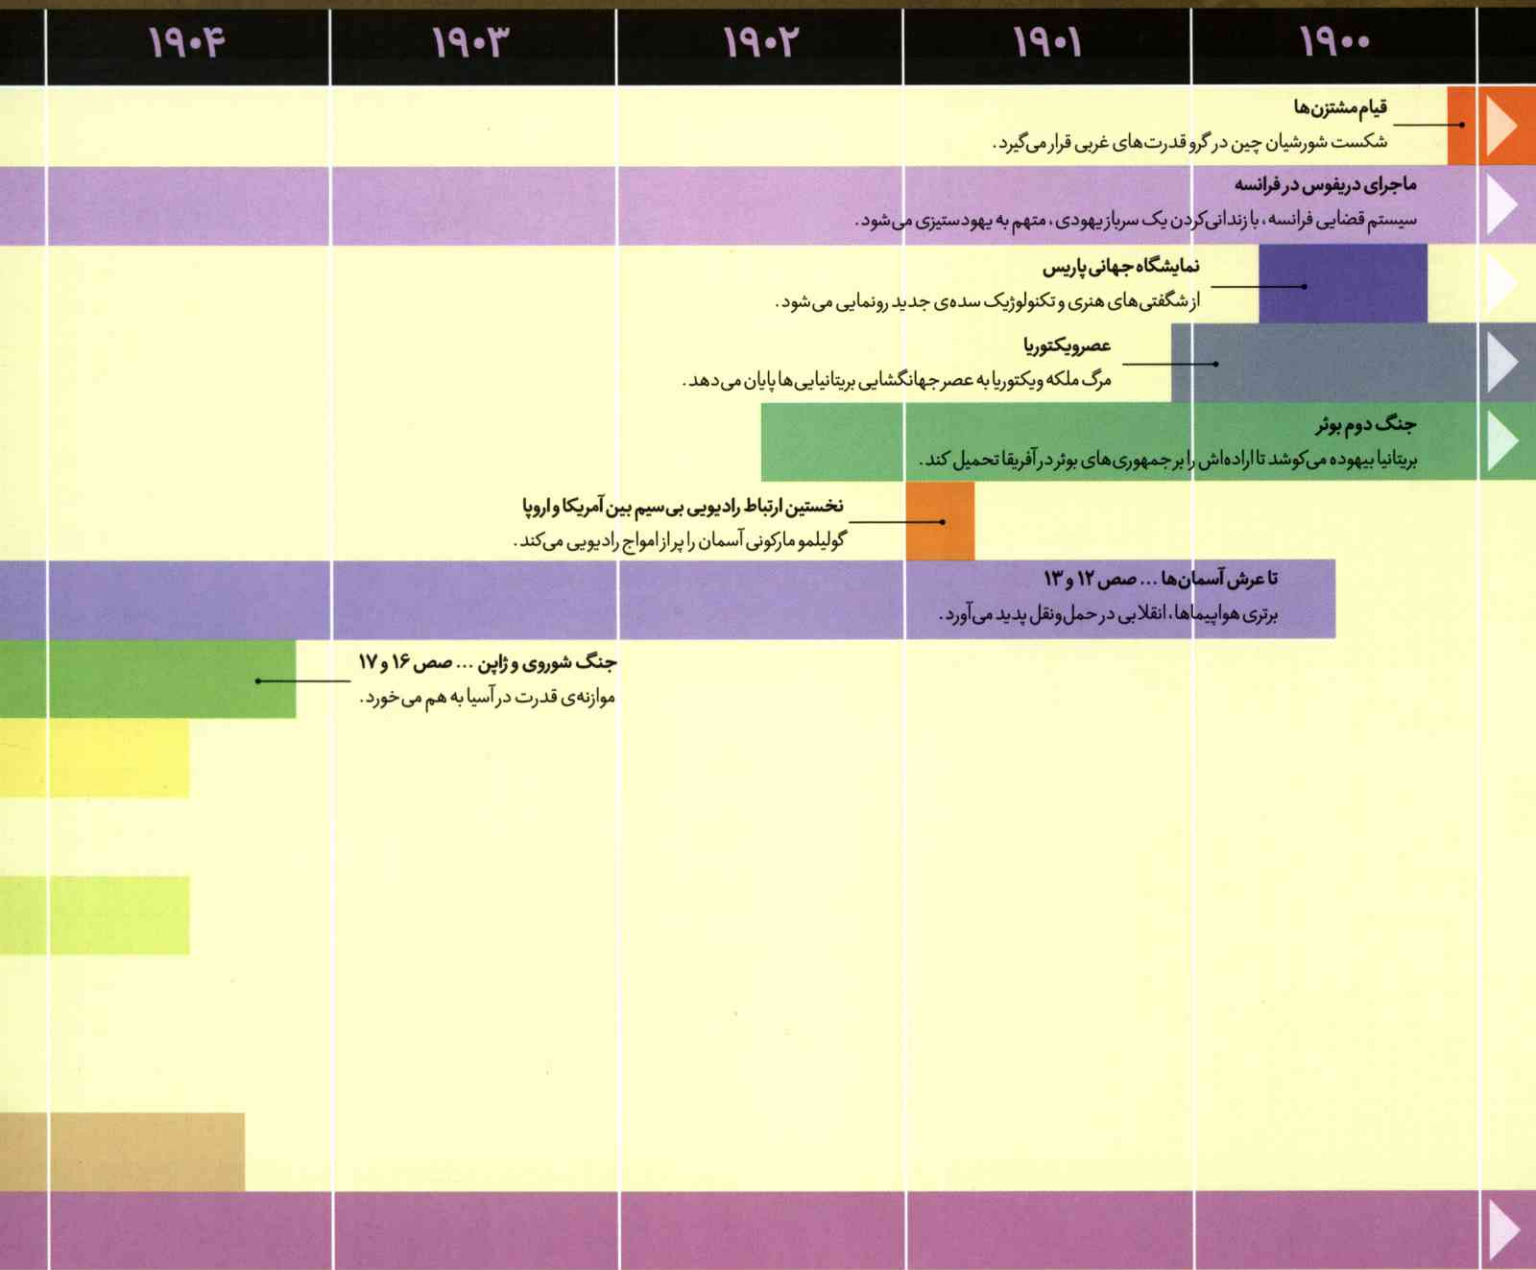 ۱۹۰۰
۱۹۰۱
۱۹۰۲
۱۹۰۳
۱۹۰۴
قیام مشت‌زن‌ها
شکست شورشیان چین در گرو قدرت‌های غربی قرار می‌گیرد.
ماجرای دریفوس در فرانسه
سیستم قضایی فرانسه، با زندانی‌کردن یک سرباز یهودی، متهم به یهودستیزی می‌شود.
نمایشگاه جهانی پاریس
از شگفتی‌های هنری و تکنولوژیک سده‌ی جدید رونمایی می‌شود.
عصر ویکتوریا
مرگ ملکه ویکتوریا به عصر جهانگشایی بریتانیایی‌ها پایان می‌دهد.
جنگ دوم بوئر
بریتانیا بیهوده می‌کوشد تا اراده‌اش را بر جمهوری‌های بوئر در آفریقا تحمیل کند.
نخستین ارتباط رادیویی بی‌سیم بین آمریکا و اروپا
گولیلمو مارکونی آسمان را پر از امواج رادیویی می‌کند.
تا عرش آسمان‌ها ... صص ۱۲ و ۱۳
برتری هواپیماها، انقلابی در حمل‌ونقل پدید می‌آورد.
جنگ شوروی و ژاپن ... صص ۱۶ و ۱۷
موازنه‌ی قدرت در آسیا به هم می‌خورد.